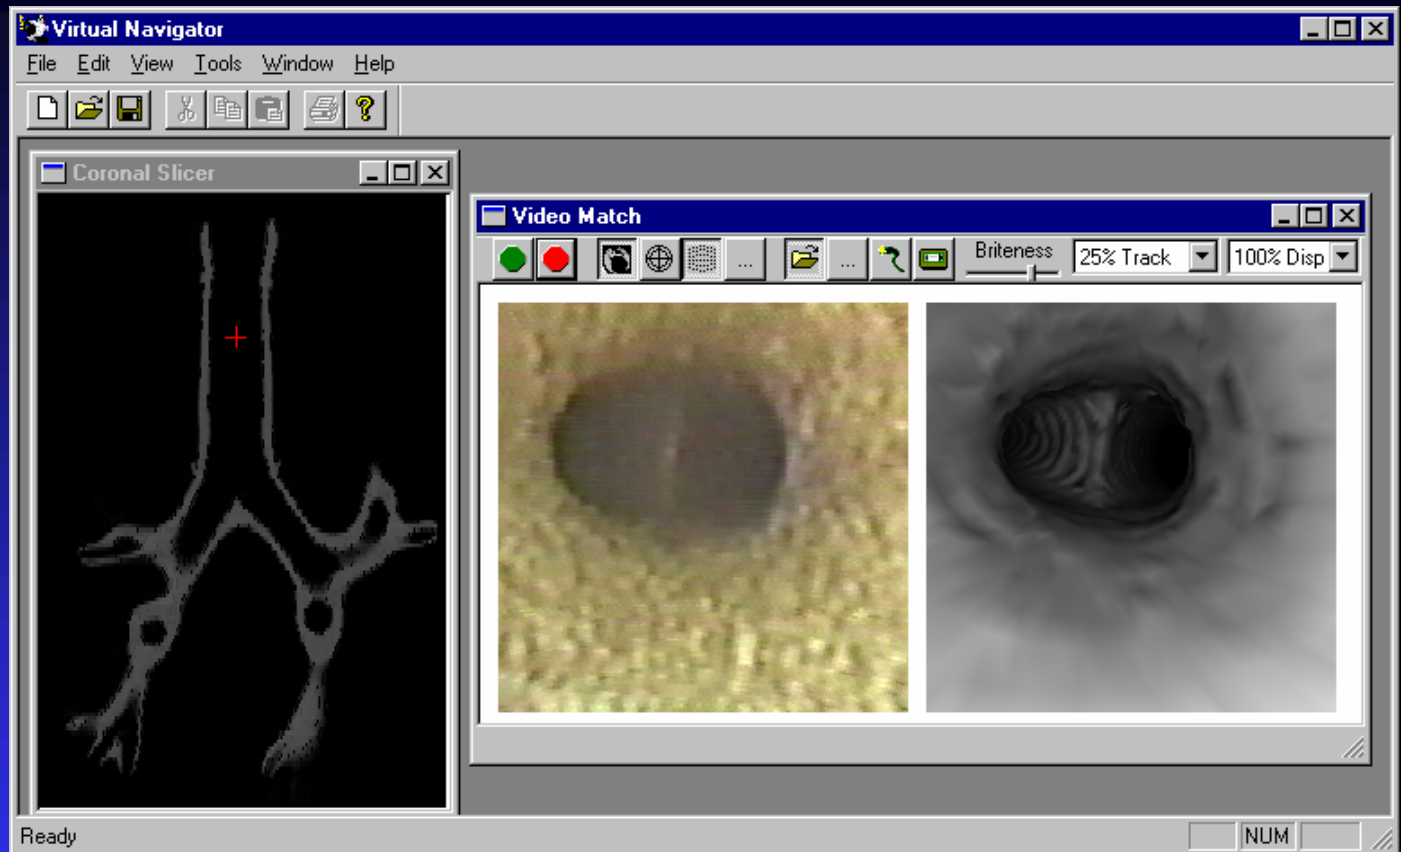 Virtual Navigator
File Edit View Tools Window Help
Coronal Slicer
Video Match
... ... Briteness 25% Track 100% Disp
Ready NUM